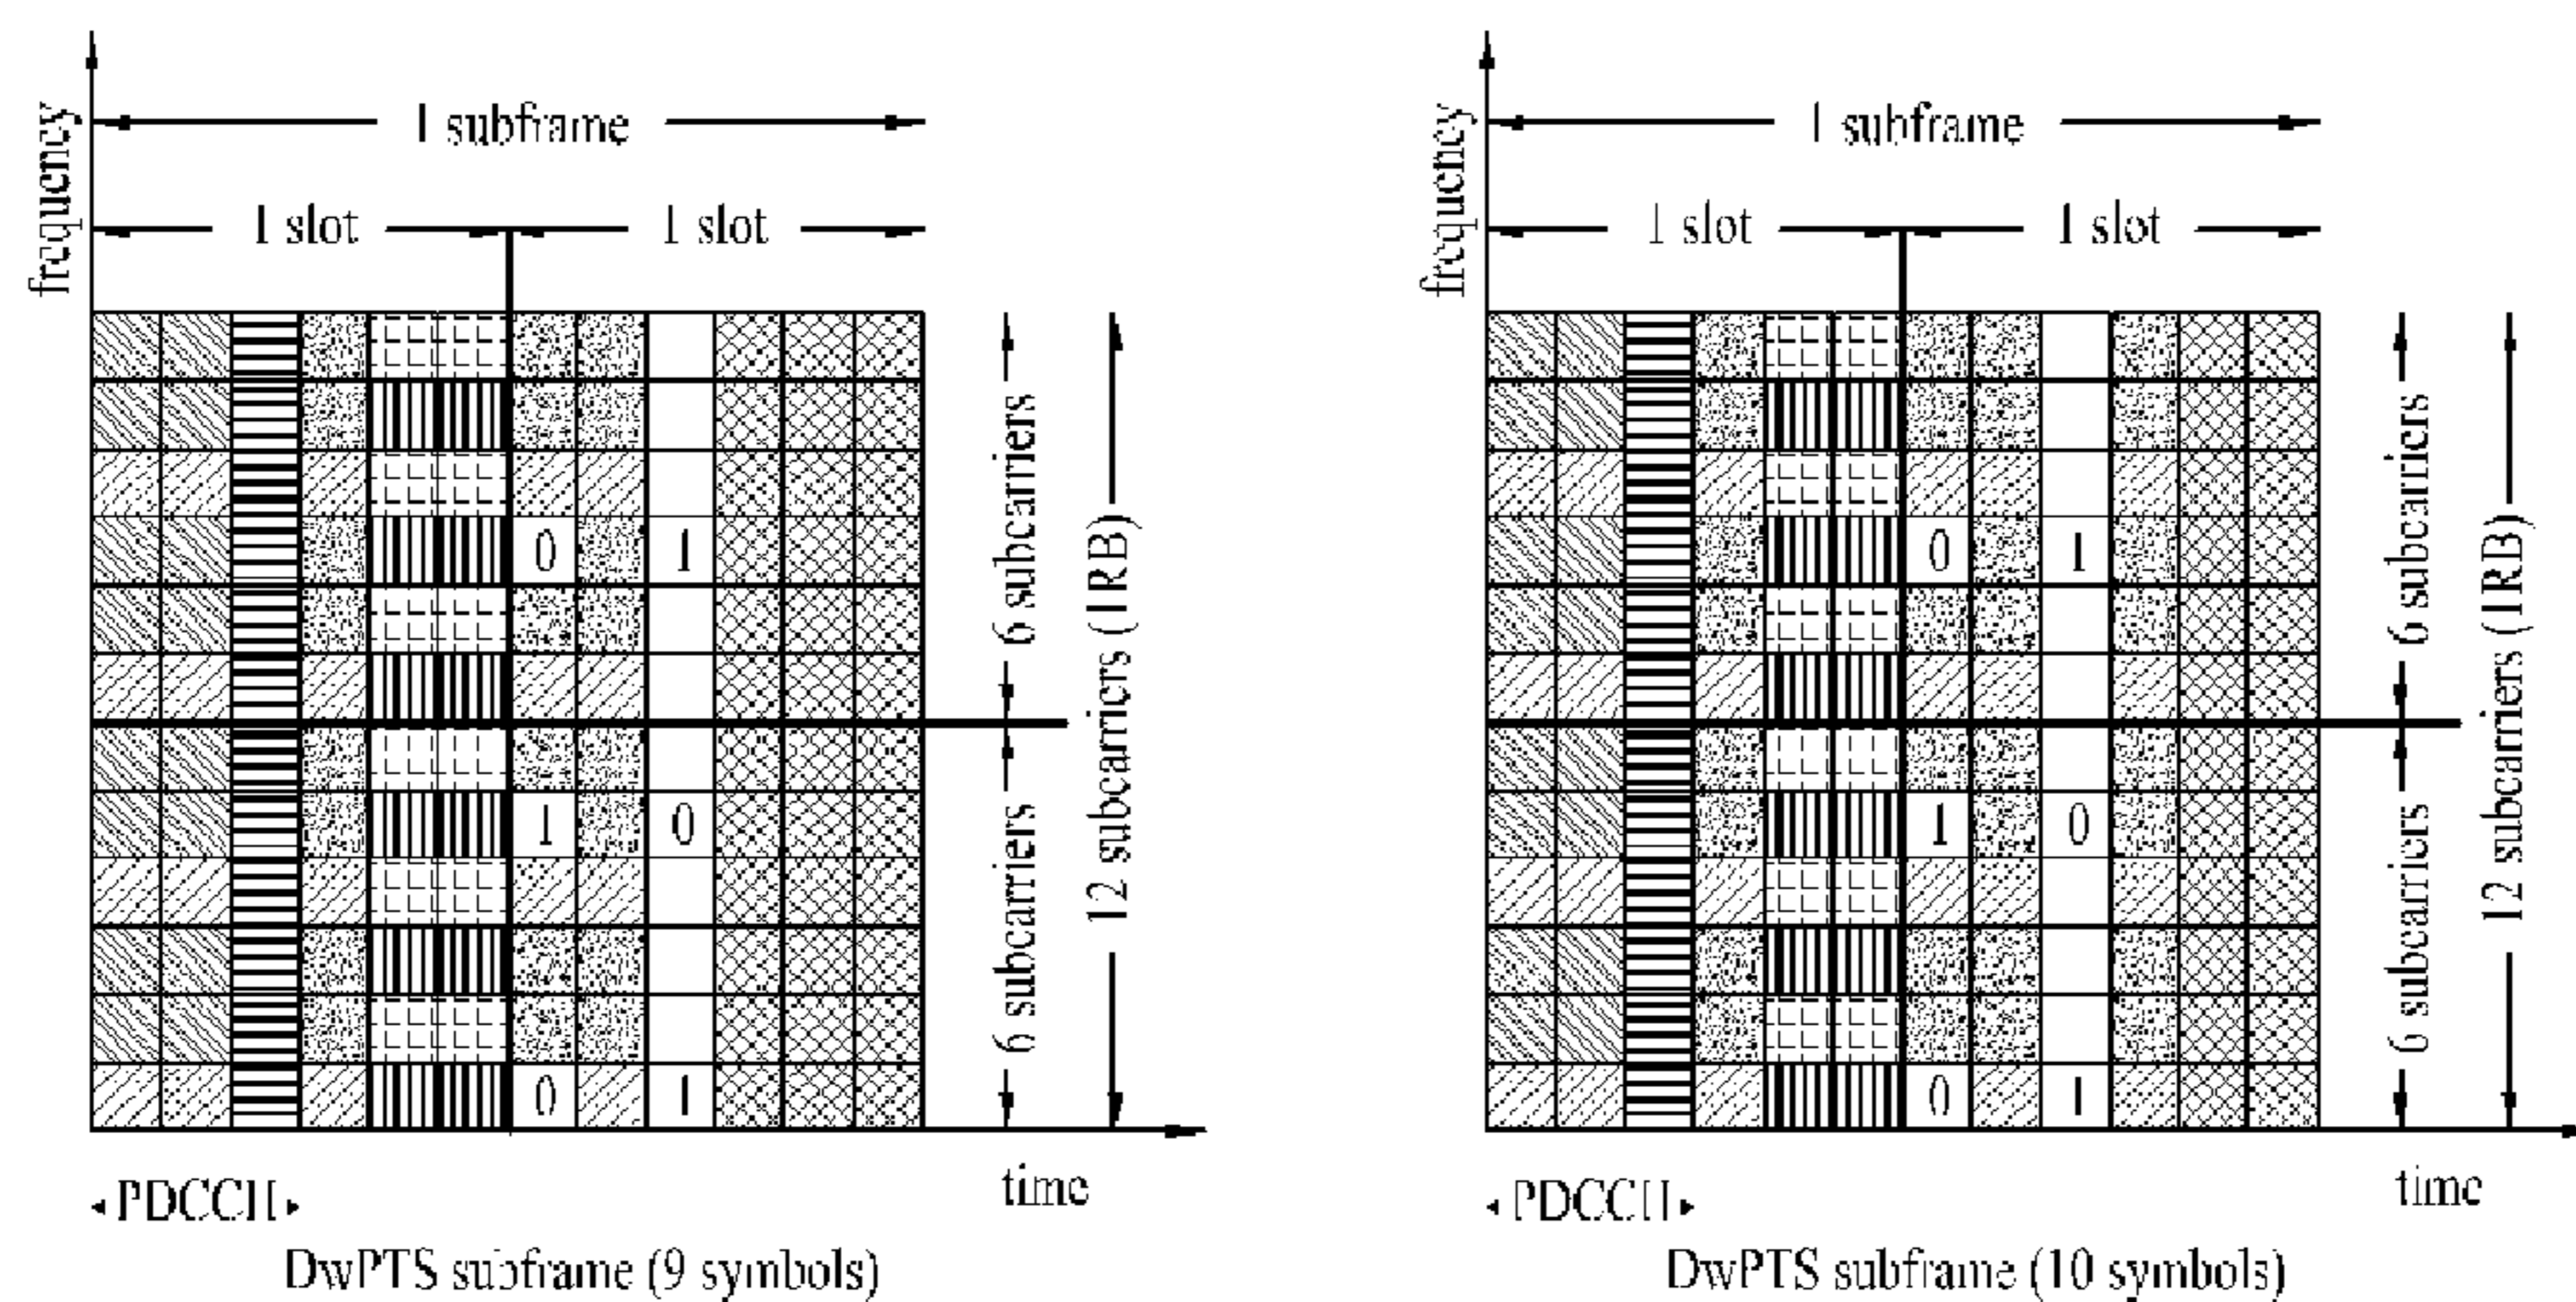 frequency
1 subframe
1 slot
1 slot
0
1
1
0
0
1
6 subcarriers
6 subcarriers
12 subcarriers (1RB)
time
PDCCH
DwPTS subframe (9 symbols)
frequency
1 subframe
1 slot
1 slot
0
1
1
0
0
1
6 subcarriers
6 subcarriers
12 subcarriers (1RB)
time
PDCCH
DwPTS subframe (10 symbols)